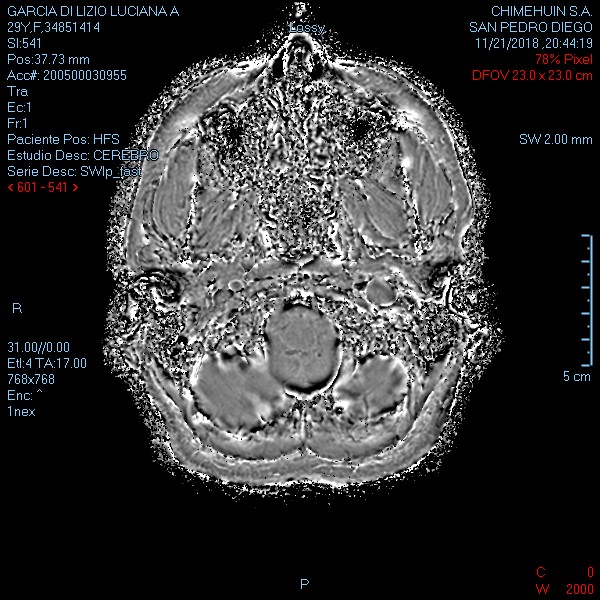 GARCIA DI LIZIO LUCIANA A
29Y,F,34851414
SI:541
Pos:37.73 mm
Acc#: 200500030955
Tra
Ec:1
Fr:1
Paciente Pos: HFS
Estudio Desc: CEREBRO
Serie Desc: SWIp_fast
< 601 - 541 >
Lossy
CHIMEHUIN S.A.
SAN PEDRO DIEGO
11/21/2018 ,20:44:19
78% Pixel
DFOV 23.0 x 23.0 cm
SW 2.00 mm
R
31.00//0.00
Etl:4 TA:17.00
768x768
Enc: ^
1nex
5 cm
P
C 0
W 2000